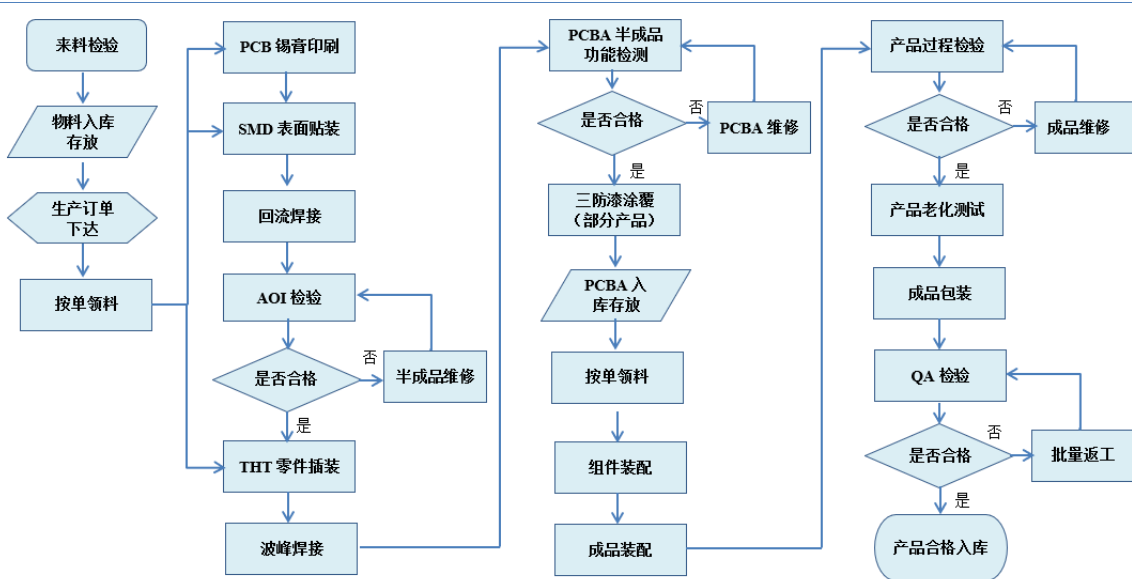 来料检验
物料入库
存放
生产订单
下达
按单领料
PCB 锡膏印刷
SMD 表面贴装
回流焊接
AOI 检验
是否合格
否
半成品维修
是
THT 零件插装
波峰焊接
PCBA 半成品
功能检测
是否合格
否
PCBA 维修
是
三防漆涂覆
（部分产品）
PCBA 入
库存放
按单领料
组件装配
成品装配
产品过程检验
是否合格
否
成品维修
是
产品老化测试
成品包装
QA 检验
是否合格
否
批量返工
是
产品合格入库